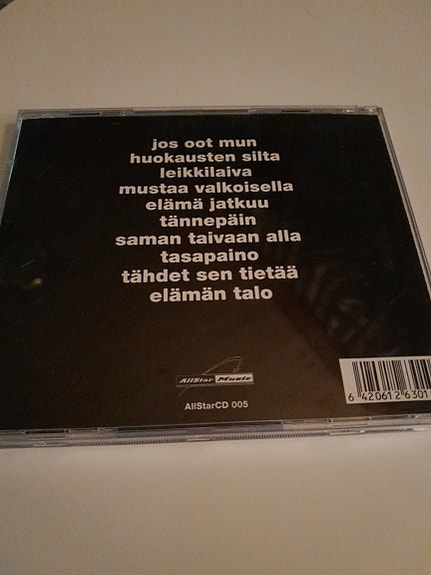 jos oot mun
huokausten silta
leikkilaiva
mustaa valkoisella
elämä jatkuu
tännepäin
saman taivaan alla
tasapaino
tähdet sen tietää
elämän talo
AllStar Music
AllStarCD 005
6 420612 6301